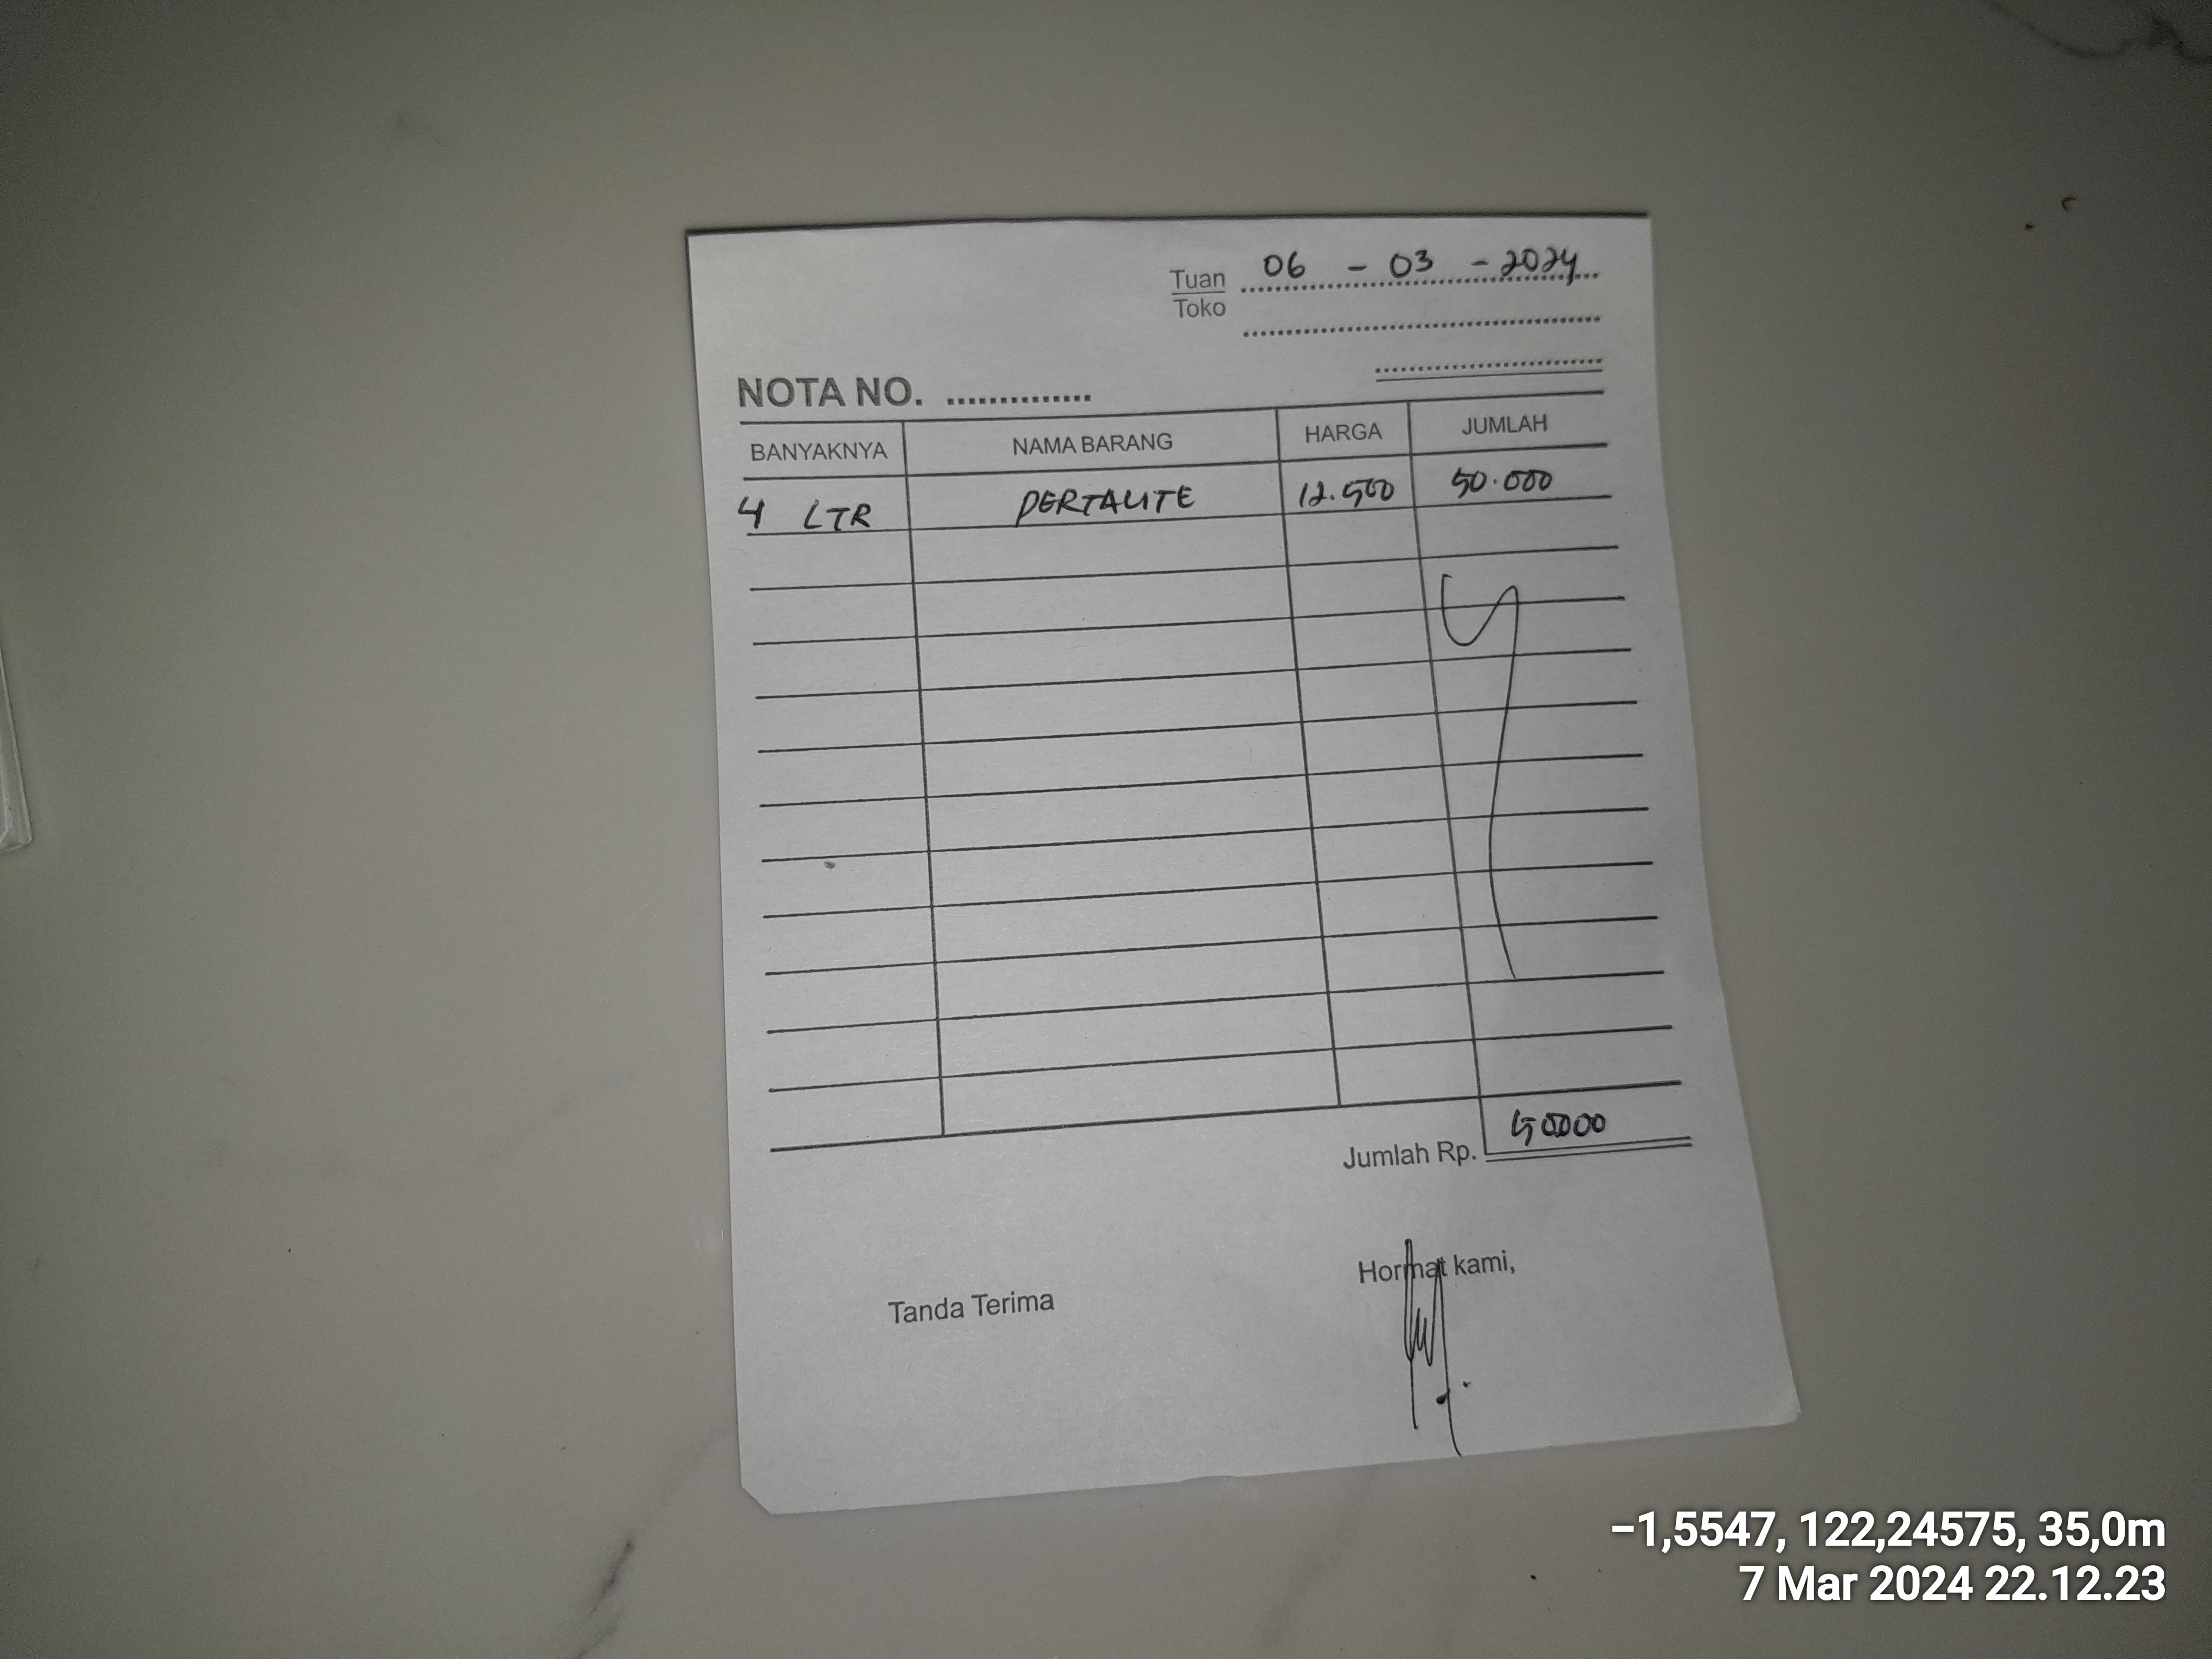 Tuan 06 - 03 - 2024
Toko
NOTA NO. ..............
BANYAKNYA NAMA BARANG HARGA JUMLAH
4 LTR PERTALITE 12.500 50.000
Jumlah Rp. 50000
Tanda Terima Hormat kami,
−1,5547, 122,24575, 35,0m
7 Mar 2024 22.12.23